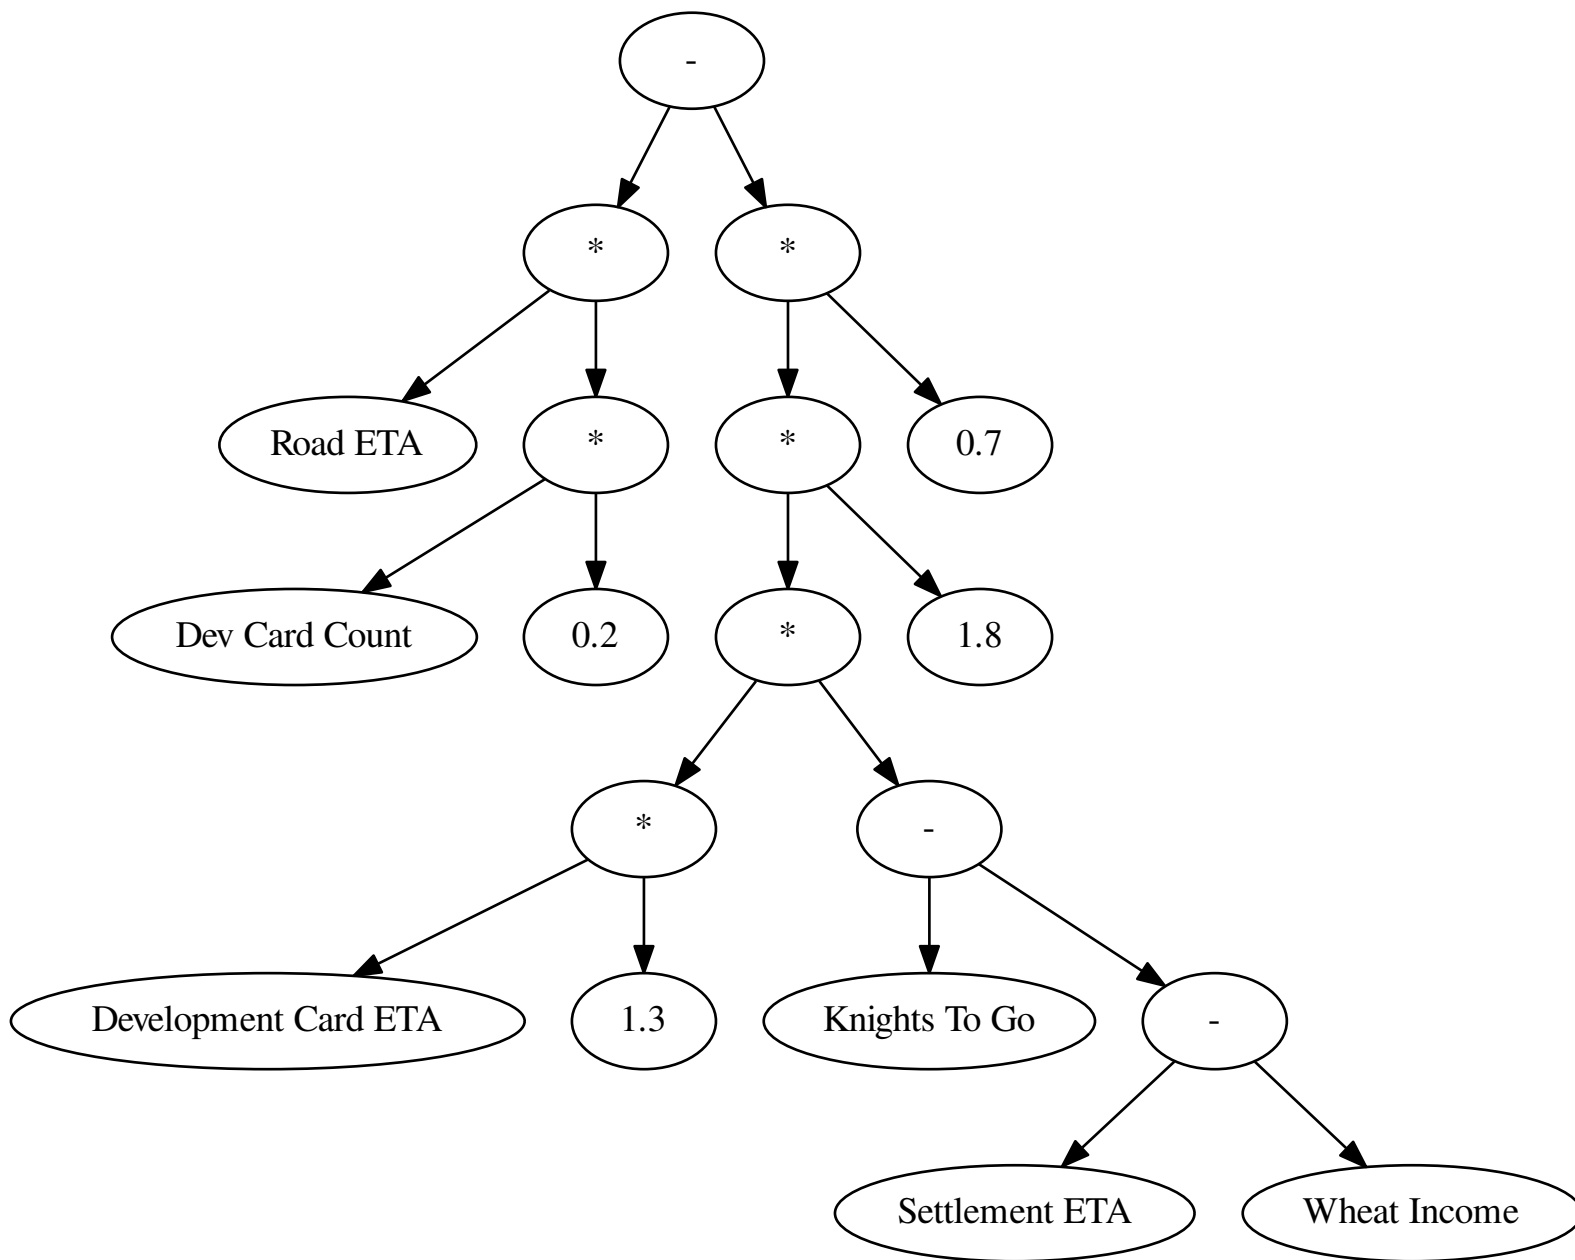 -
* *
Road ETA * * 0.7
Dev Card Count 0.2 * 1.8
* -
Development Card ETA 1.3 Knights To Go -
Settlement ETA Wheat Income